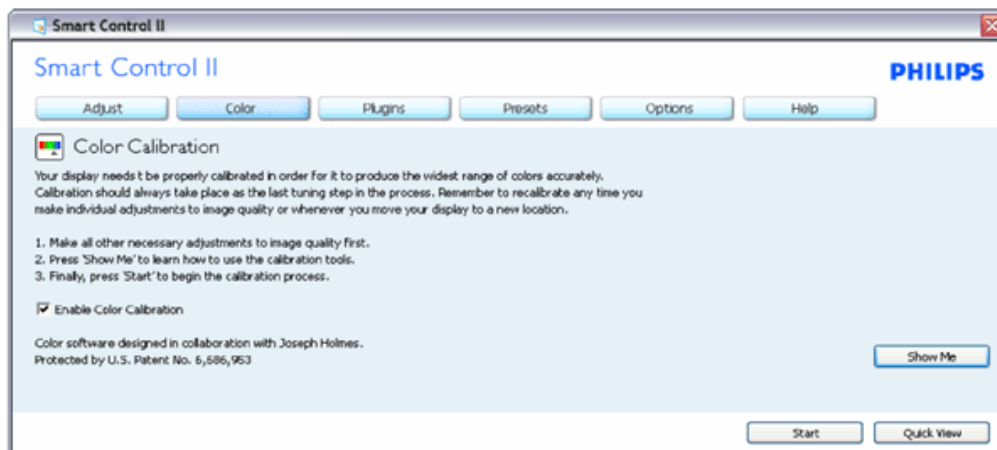 Smart Control II
Smart Control II
PHILIPS
Adjust
Color
Plugins
Presets
Options
Help
Color Calibration
Your display needs t be properly calibrated in order for it to produce the widest range of colors accurately.
Calibration should always take place as the last tuning step in the process. Remember to recalibrate any time you
make individual adjustments to image quality or whenever you move your display to a new location.
1. Make all other necessary adjustments to image quality first.
2. Press 'Show Me' to learn how to use the calibration tools.
3. Finally, press 'Start' to begin the calibration process.
Enable Color Calibration
Color software designed in collaboration with Joseph Holmes.
Protected by U.S. Patent No. 6,686,953
Show Me
Start
Quick View